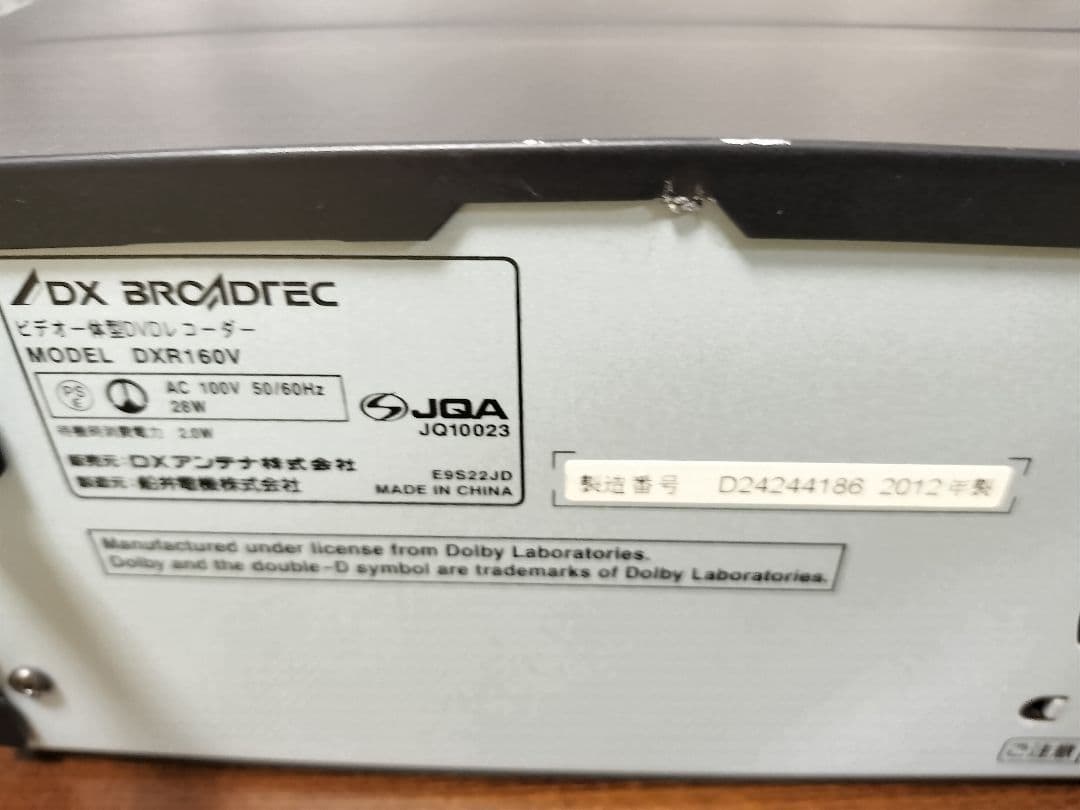 DX BROADTEC
ビデオ一体型DVDレコーダー
MODEL DXR160V
PS
E
AC 100V 50/60Hz
28W
待機時消費電力 2.0W
JQA
JQ10023
販売元:DXアンテナ株式会社
製造元:船井電機株式会社
E9S22JD
MADE IN CHINA
製造番号 D24244186 2012年製
Manufactured under license from Dolby Laboratories.
Dolby and the double-D symbol are trademarks of Dolby Laboratories.
ご注意